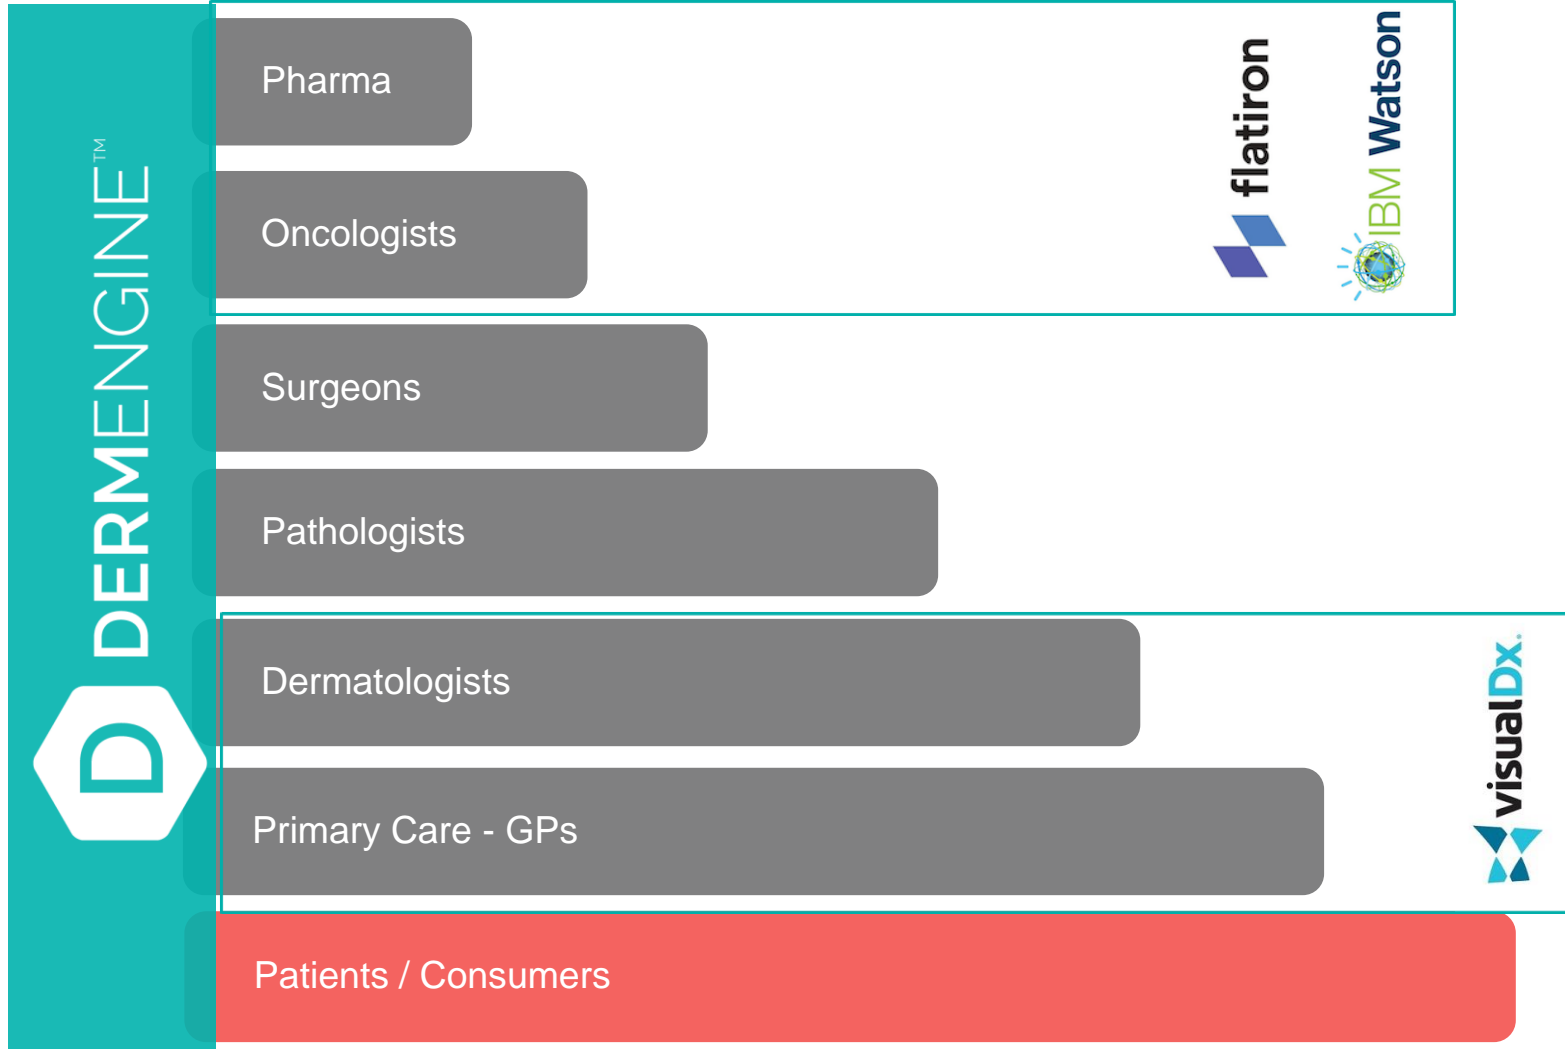 DERMENGINE™
D
Pharma
Oncologists
Surgeons
Pathologists
Dermatologists
Primary Care - GPs
Patients / Consumers
flatiron
IBM Watson
visualDx.